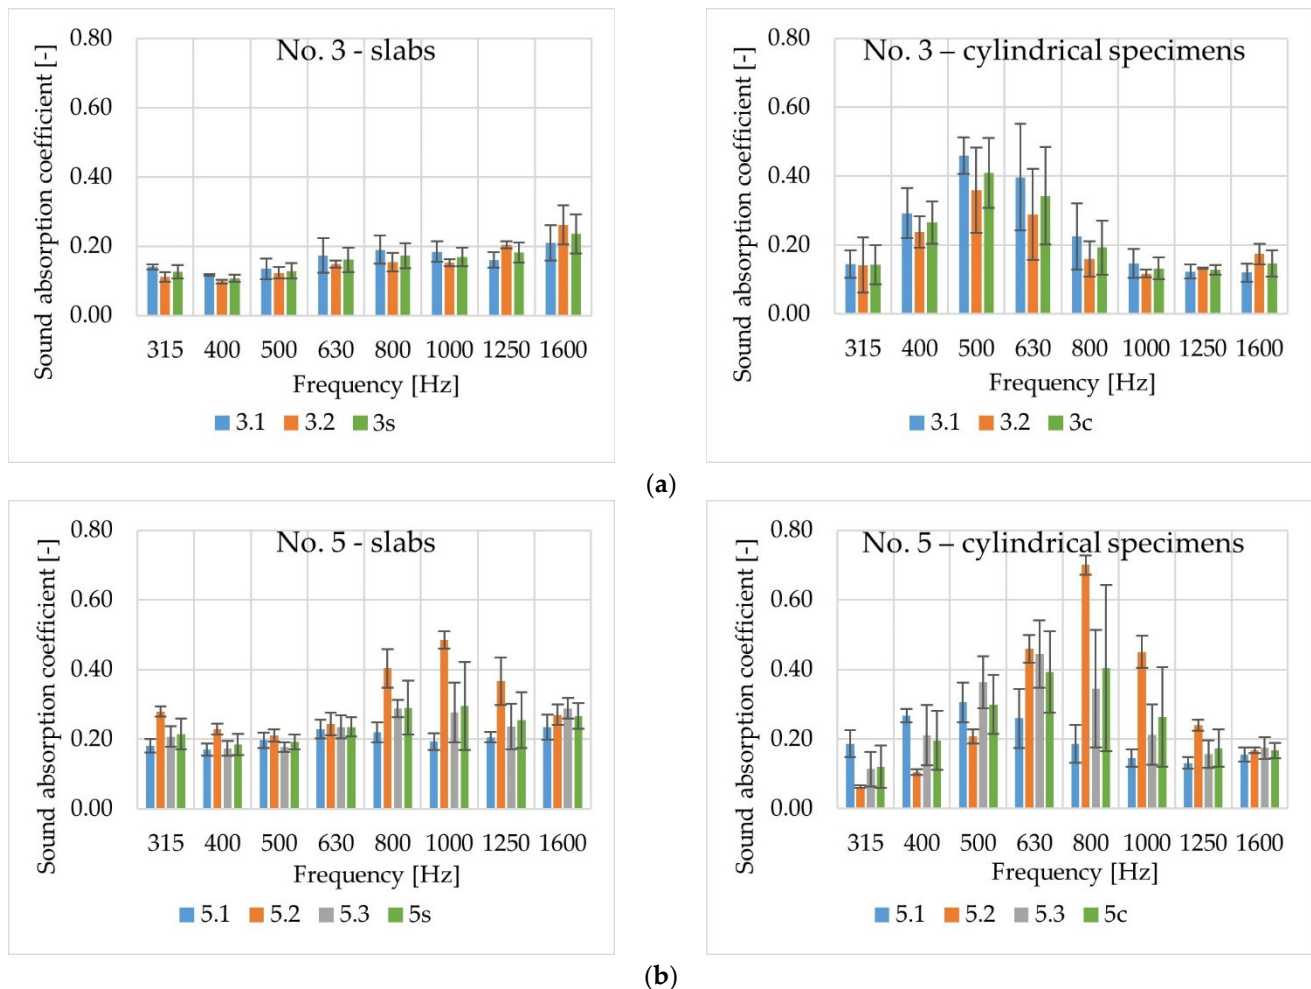 No. 3 - slabs
Sound absorption coefficient [-]
0.80
0.60
0.40
0.20
0.00
315 400 500 630 800 1000 1250 1600
Frequency [Hz]
3.1 3.2 3s
No. 3 – cylindrical specimens
Sound absorption coefficient [-]
0.80
0.60
0.40
0.20
0.00
315 400 500 630 800 1000 1250 1600
Frequency [Hz]
3.1 3.2 3c
(a)
No. 5 - slabs
Sound absorption coefficient [-]
0.80
0.60
0.40
0.20
0.00
315 400 500 630 800 1000 1250 1600
Frequency [Hz]
5.1 5.2 5.3 5s
No. 5 – cylindrical specimens
Sound absorption coefficient [-]
0.80
0.60
0.40
0.20
0.00
315 400 500 630 800 1000 1250 1600
Frequency [Hz]
5.1 5.2 5.3 5c
(b)